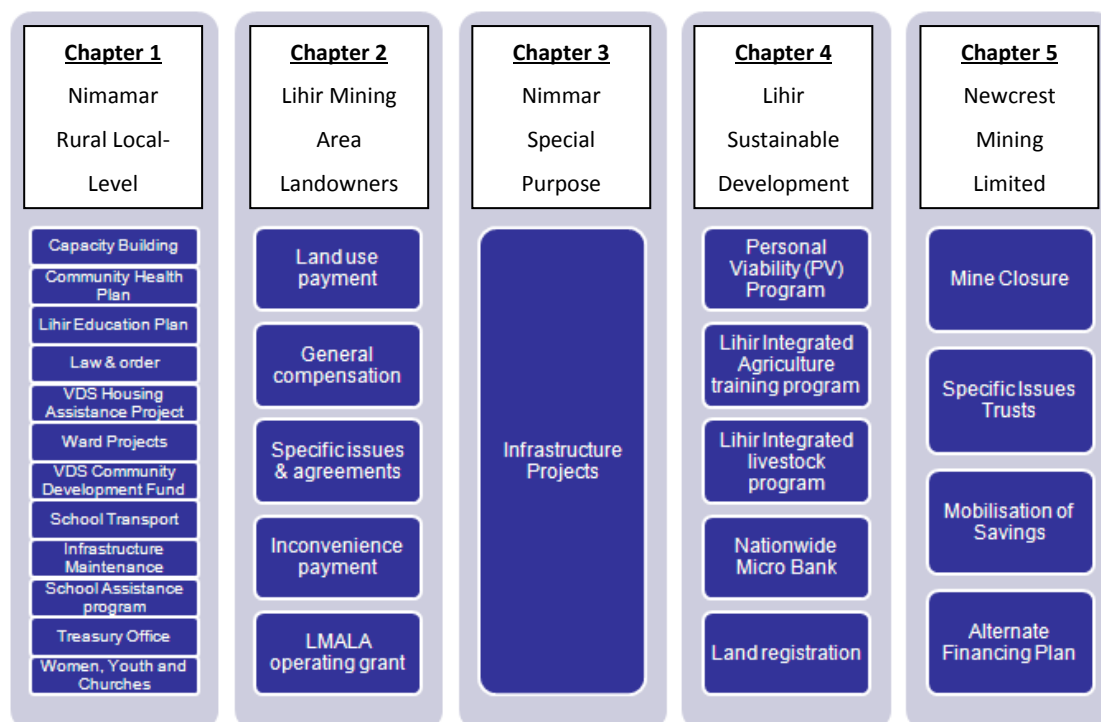 Chapter 1
Nimamar
Rural Local-
Level
Capacity Building
Community Health
Plan
Lihir Education Plan
Law & order
VDS Housing
Assistance Project
Ward Projects
VDS Community
Development Fund
School Transport
Infrastructure
Maintenance
School Assistance
program
Treasury Office
Women, Youth and
Churches
Chapter 2
Lihir Mining
Area
Landowners
Land use
payment
General
compensation
Specific issues
& agreements
Inconvenience
payment
LMALA
operating grant
Chapter 3
Nimmar
Special
Purpose
Infrastructure
Projects
Chapter 4
Lihir
Sustainable
Development
Personal
Viability (PV)
Program
Lihir Integrated
Agriculture
training program
Lihir Integrated
livestock
program
Nationwide
Micro Bank
Land registration
Chapter 5
Newcrest
Mining
Limited
Mine Closure
Specific Issues
Trusts
Mobilisation of
Savings
Alternate
Financing Plan